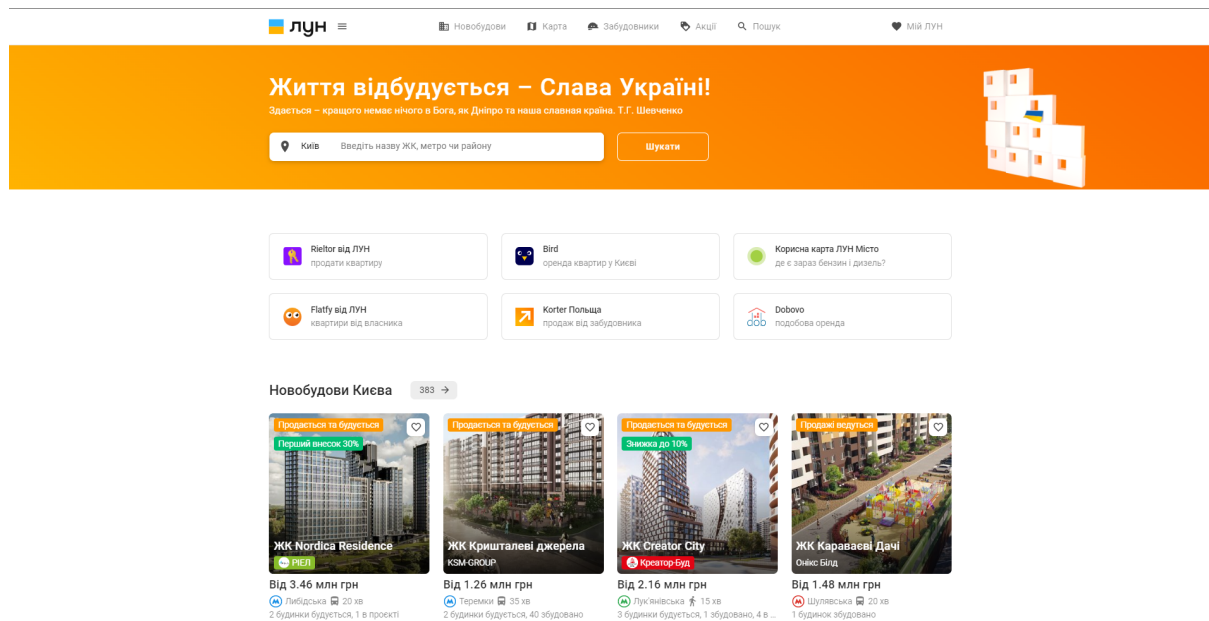 ЛУН
Новобудови Карта Забудовники Акції Пошук Мій ЛУН
Життя відбудується – Слава Україні!
Здається – кращого немає нічого в Бога, як Дніпро та наша славная країна. Т.Г. Шевченко
Київ Введіть назву ЖК, метро чи району Шукати
Rieltor від ЛУН
продати квартиру
Bird
оренда квартир у Києві
Корисна карта ЛУН Місто
де є зараз бензин і дизель?
Flatfy від ЛУН
квартири від власника
Korter Польща
продаж від забудовника
dob
Dobovo
подобова оренда
Новобудови Києва 383 →
Продається та будується
Перший внесок 30%
ЖК Nordica Residence
РІЕЛ
Від 3.46 млн грн
Либідська 20 хв
2 будинки будується, 1 в проєкті
Продається та будується
ЖК Кришталеві джерела
KSM-GROUP
Від 1.26 млн грн
Теремки 35 хв
2 будинки будується, 40 збудовано
Продається та будується
Знижка до 10%
ЖК Creator City
Креатор-Буд
Від 2.16 млн грн
Лук'янівська 15 хв
3 будинки будується, 1 збудовано, 4 в ...
Продажі ведуться
ЖК Караваєві Дачі
Онікс Білд
Від 1.48 млн грн
Шулявська 20 хв
1 будинок збудовано